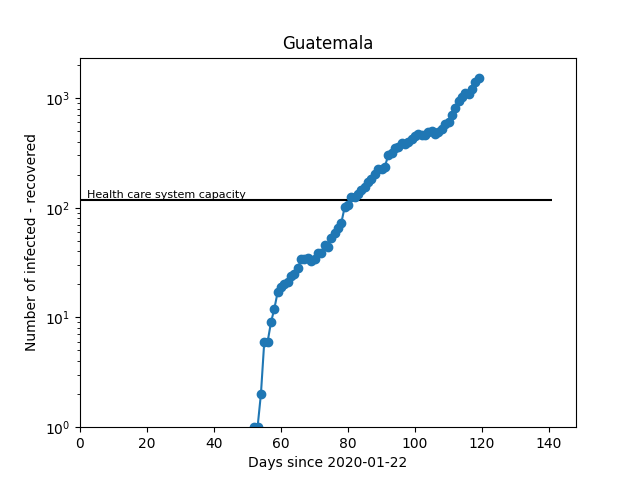 Guatemala
Number of infected - recovered
10³
10²
10¹
10⁰
Health care system capacity
0 20 40 60 80 100 120 140
Days since 2020-01-22